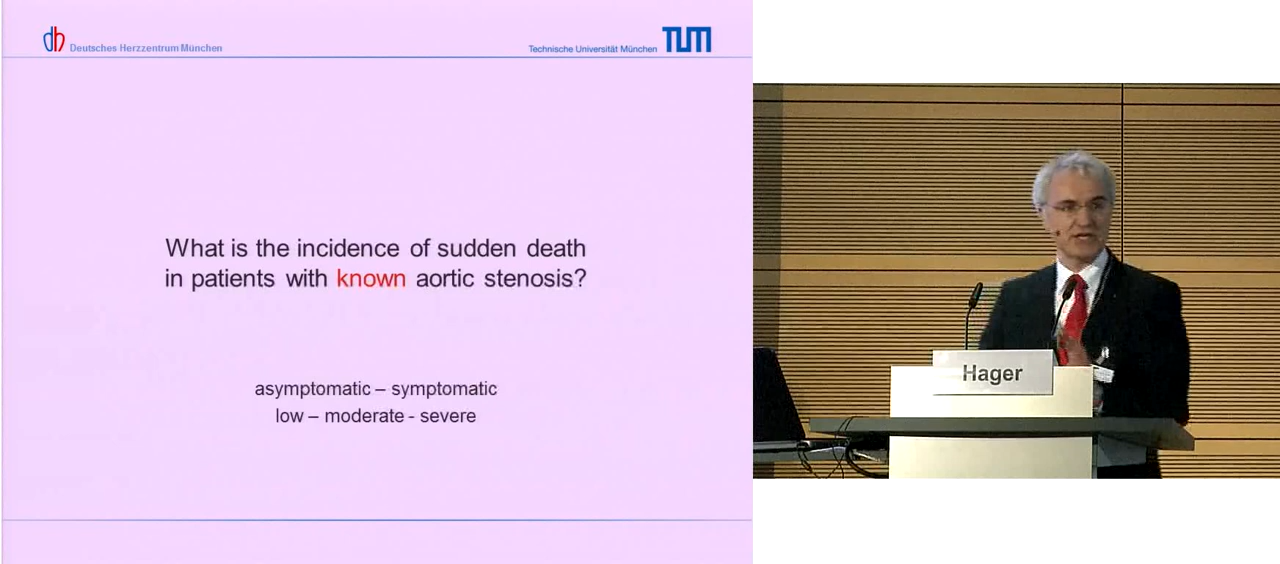 Deutsches Herzzentrum München
Technische Universität München TUM
What is the incidence of sudden death
in patients with known aortic stenosis?
asymptomatic – symptomatic
low – moderate - severe
Hager